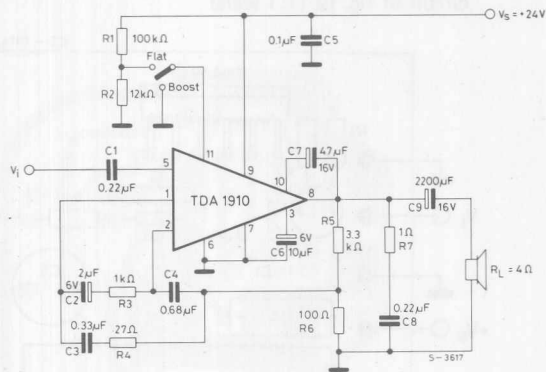 Vs = +24V
R1
100kΩ
Flat
0.1µF
C5
R2
12kΩ
Boost
11
9
C7
47µF
16V
2200µF
C1
Vi
5
10
0.22µF
1
TDA 1910
8
C9
16V
2
3
R5
3.3
kΩ
1Ω
R7
6V
C6
10µF
6
7
2µF
6V
C2
1kΩ
R3
C4
0.68µF
RL = 4Ω
0.33µF
C3
27Ω
R4
100Ω
R6
0.22µF
C8
S-3617